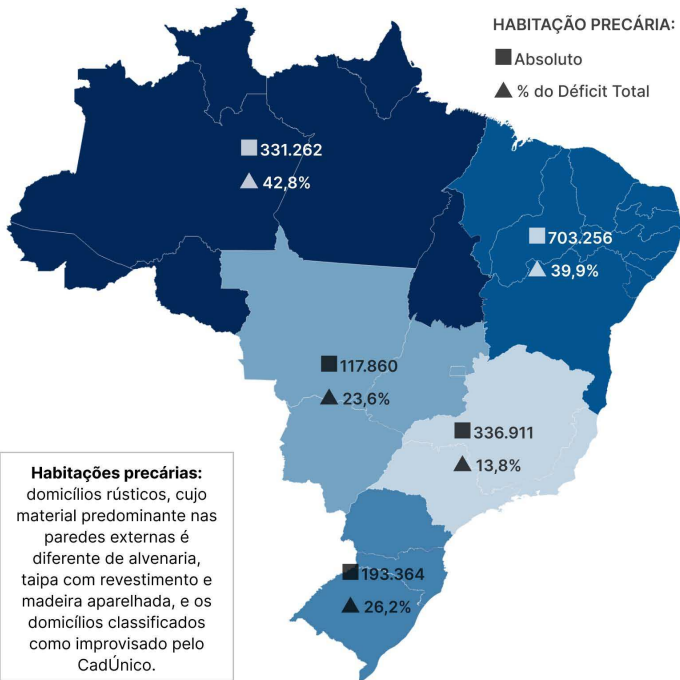 HABITAÇÃO PRECÁRIA:
Absoluto
% do Déficit Total
331.262
42,8%
703.256
39,9%
117.860
23,6%
336.911
13,8%
193.364
26,2%
Habitações precárias:
domicílios rústicos, cujo
material predominante nas
paredes externas é
diferente de alvenaria,
taipa com revestimento e
madeira aparelhada, e os
domicílios classificados
como improvisado pelo
CadÚnico.